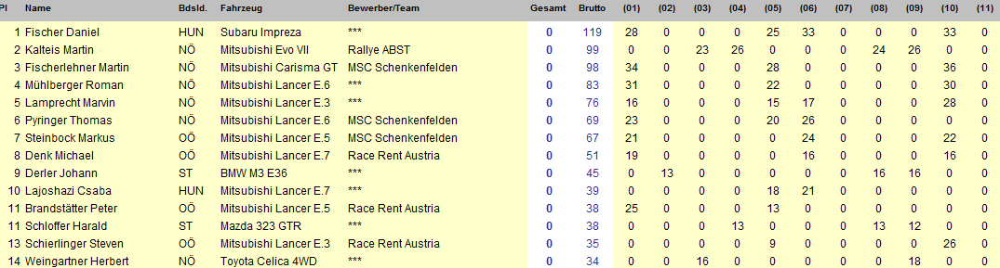 Pl Name Bdsld. Fahrzeug Bewerber/Team Gesamt Brutto (01) (02) (03) (04) (05) (06) (07) (08) (09) (10) (11)
1 Fischer Daniel HUN Subaru Impreza *** 0 119 28 0 0 0 25 33 0 0 0 33 0
2 Kalteis Martin NÖ Mitsubishi Evo VII Rallye ABST 0 99 0 0 23 26 0 0 0 24 26 0 0
3 Fischerlehner Martin NÖ Mitsubishi Carisma GT MSC Schenkenfelden 0 98 34 0 0 0 28 0 0 0 0 36 0
4 Mühlberger Roman NÖ Mitsubishi Lancer E.6 *** 0 83 31 0 0 0 22 0 0 0 0 30 0
5 Lamprecht Marvin NÖ Mitsubishi Lancer E.3 *** 0 76 16 0 0 0 15 17 0 0 0 28 0
6 Pyringer Thomas NÖ Mitsubishi Lancer E.6 MSC Schenkenfelden 0 69 23 0 0 0 20 26 0 0 0 0 0
7 Steinbock Markus OÖ Mitsubishi Lancer E.5 MSC Schenkenfelden 0 67 21 0 0 0 0 24 0 0 0 22 0
8 Denk Michael OÖ Mitsubishi Lancer E.7 Race Rent Austria 0 51 19 0 0 0 0 16 0 0 0 16 0
9 Derler Johann ST BMW M3 E36 *** 0 45 0 13 0 0 0 0 0 16 16 0 0
10 Lajoshazi Csaba HUN Mitsubishi Lancer E.7 *** 0 39 0 0 0 0 18 21 0 0 0 0 0
11 Brandstätter Peter OÖ Mitsubishi Lancer E.5 Race Rent Austria 0 38 25 0 0 0 13 0 0 0 0 0 0
11 Schloffer Harald ST Mazda 323 GTR *** 0 38 0 0 0 13 0 0 0 13 12 0 0
13 Schierlinger Steven OÖ Mitsubishi Lancer E.3 Race Rent Austria 0 35 0 0 0 0 9 0 0 0 0 26 0
14 Weingartner Herbert NÖ Toyota Celica 4WD *** 0 34 0 0 16 0 0 0 0 0 18 0 0